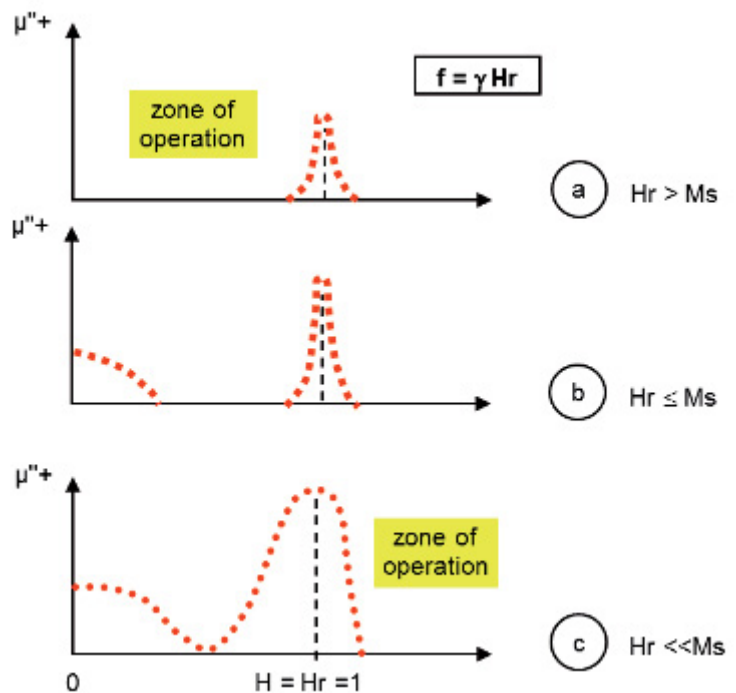 μ"+
f = γ Hr
zone of
operation
a Hr > Ms
μ"+
b Hr ≤ Ms
μ"+
zone of
operation
c Hr <<Ms
0 H = Hr =1